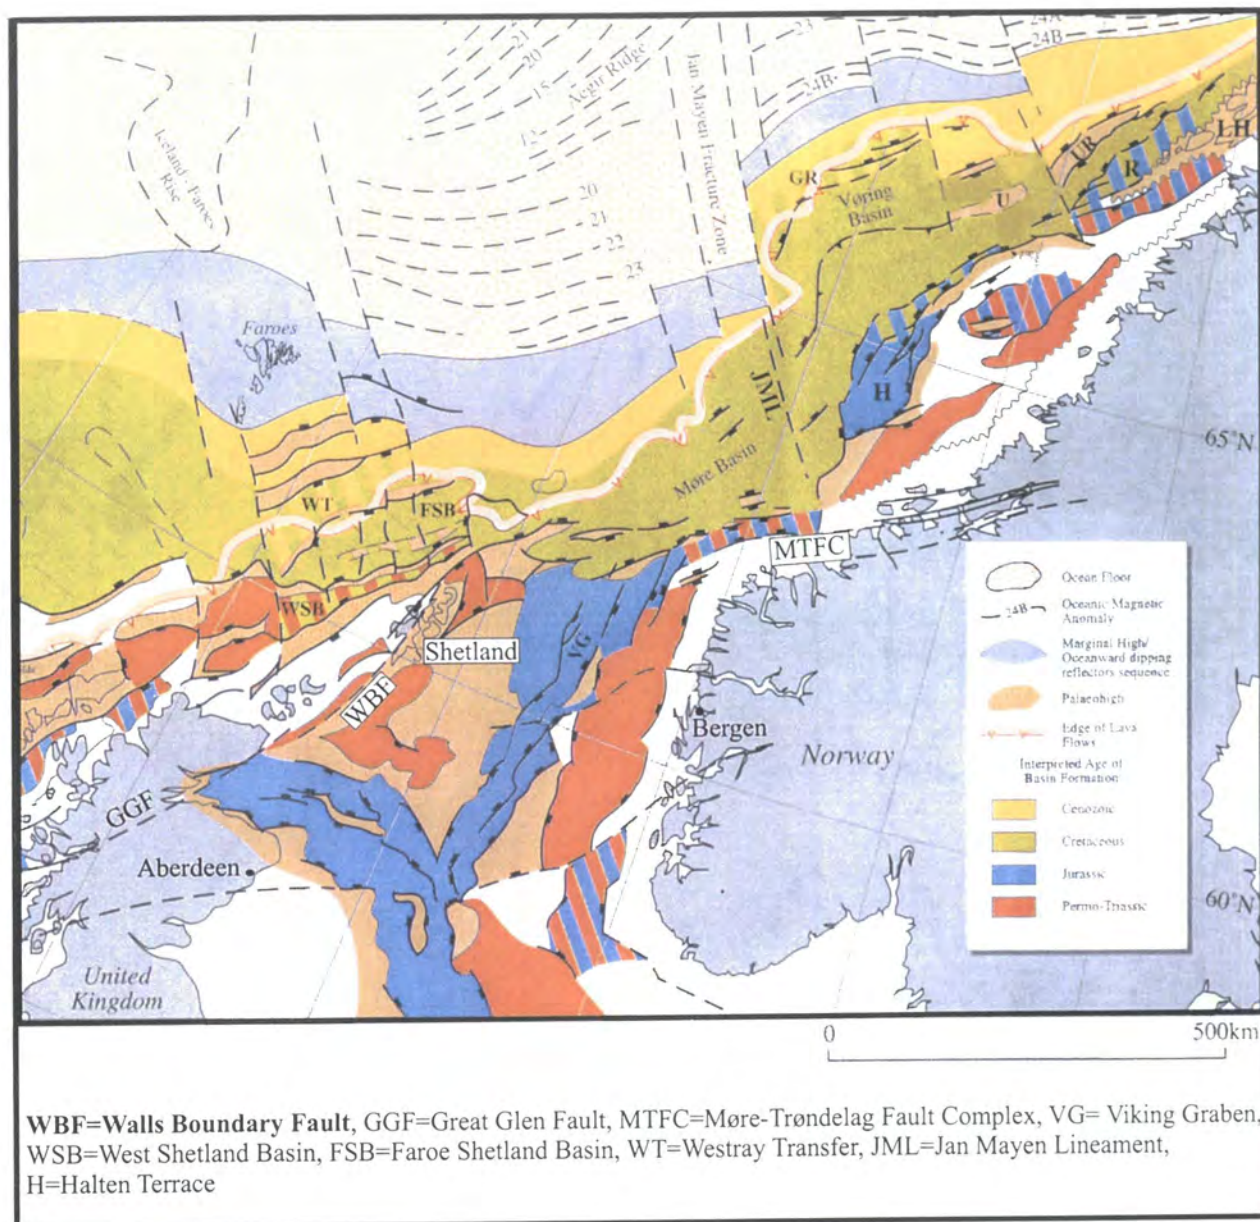 21
20
15
Aegir Ridge
12
Jan Mayen Fracture Zone
23
24B
24A
24B
Iceland - Faroes
Rise
20
21
22
23
GR
Vøring
Basin
U
UR
R
LH
Faroes
JML
H
65°N
Møre Basin
WT
FSB
MTFC
WSB
Shetland
VG
WBF
Bergen
Norway
GGF
Aberdeen
60°N
United
Kingdom
Ocean Floor
24B
Oceanic Magnetic
Anomaly
Marginal High/
Oceanward dipping
reflectors sequence
Palaeohigh
Edge of Lava
Flows
Interpreted Age of
Basin Formation
Cenozoic
Cretaceous
Jurassic
Permo-Triassic
0 500km
WBF=Walls Boundary Fault, GGF=Great Glen Fault, MTFC=Møre-Trøndelag Fault Complex, VG= Viking Graben,
WSB=West Shetland Basin, FSB=Faroe Shetland Basin, WT=Westray Transfer, JML=Jan Mayen Lineament,
H=Halten Terrace